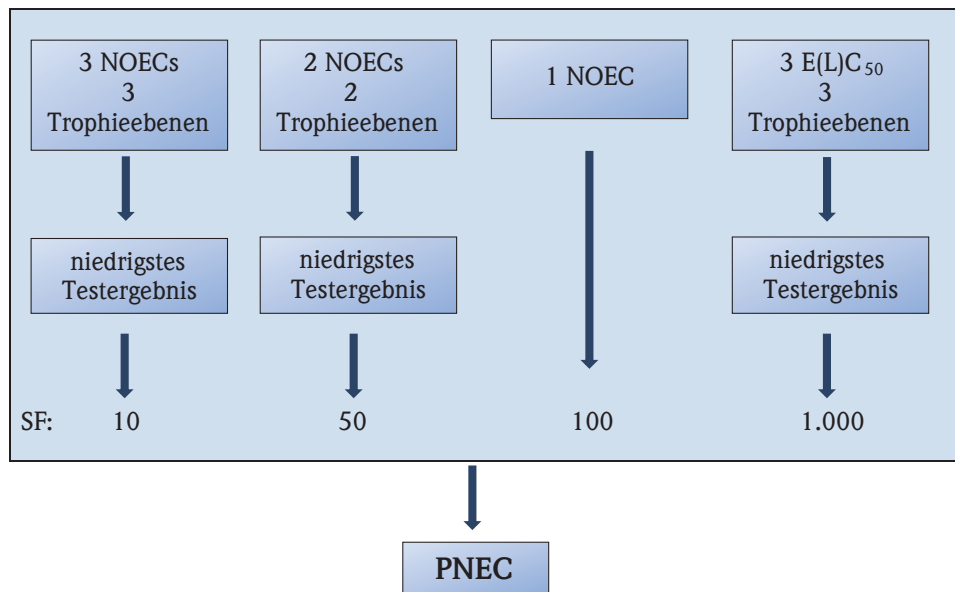 3 NOECs
3
Trophieebenen
2 NOECs
2
Trophieebenen
1 NOEC
3 E(L)C₅₀
3
Trophieebenen
niedrigstes
Testergebnis
niedrigstes
Testergebnis
niedrigstes
Testergebnis
SF: 10 50 100 1.000
PNEC